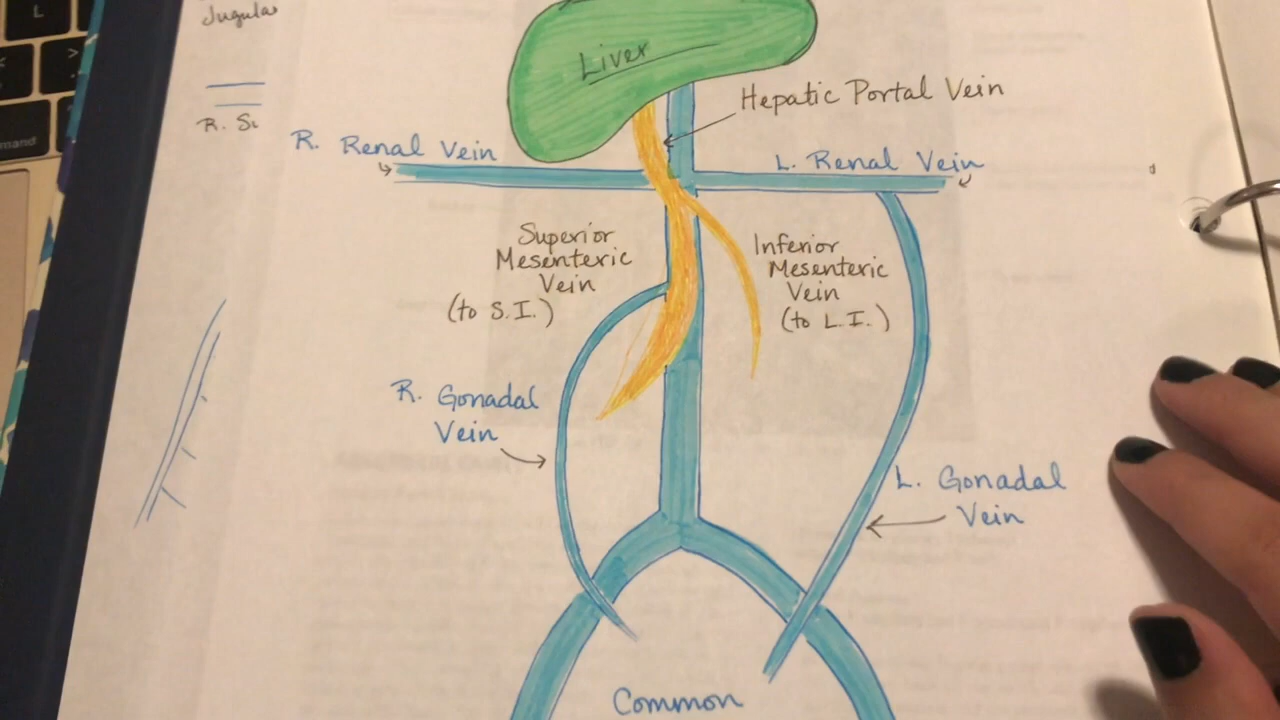 L
Jugular
R. S
mand
Liver
Hepatic Portal Vein
R. Renal Vein
L. Renal Vein
Superior
Mesenteric
Vein
(to S.I.)
Inferior
Mesenteric
Vein
(to L.I.)
R. Gonadal
Vein
L. Gonadal
Vein
Common